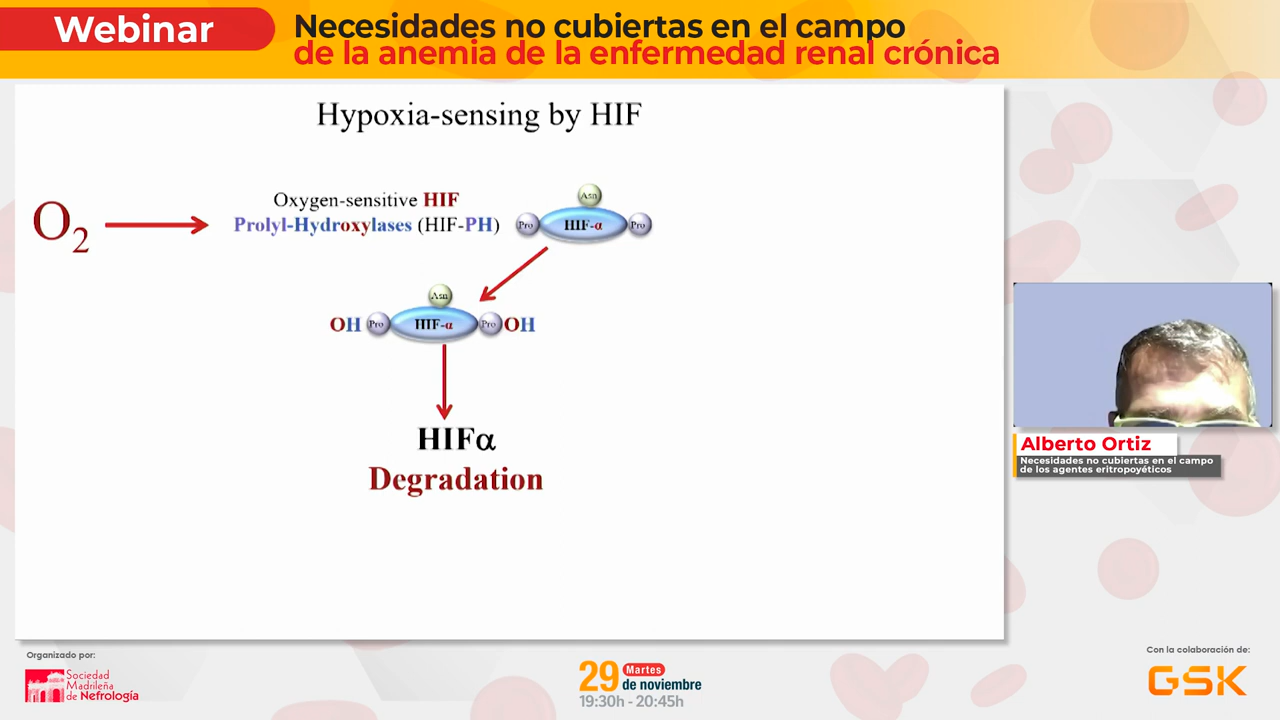 Webinar
Necesidades no cubiertas en el campo
de la anemia de la enfermedad renal crónica
Hypoxia-sensing by HIF
O2
Oxygen-sensitive HIF
Prolyl-Hydroxylases (HIF-PH)
Asn
Pro HIF-α Pro
Asn
OH Pro HIF-α Pro OH
HIFα
Degradation
Alberto Ortiz
Necesidades no cubiertas en el campo
de los agentes eritropoyéticos
Organizado por:
Sociedad
Madrileña
de Nefrología
29 Martes
de noviembre
19:30h - 20:45h
Con la colaboración de:
GSK